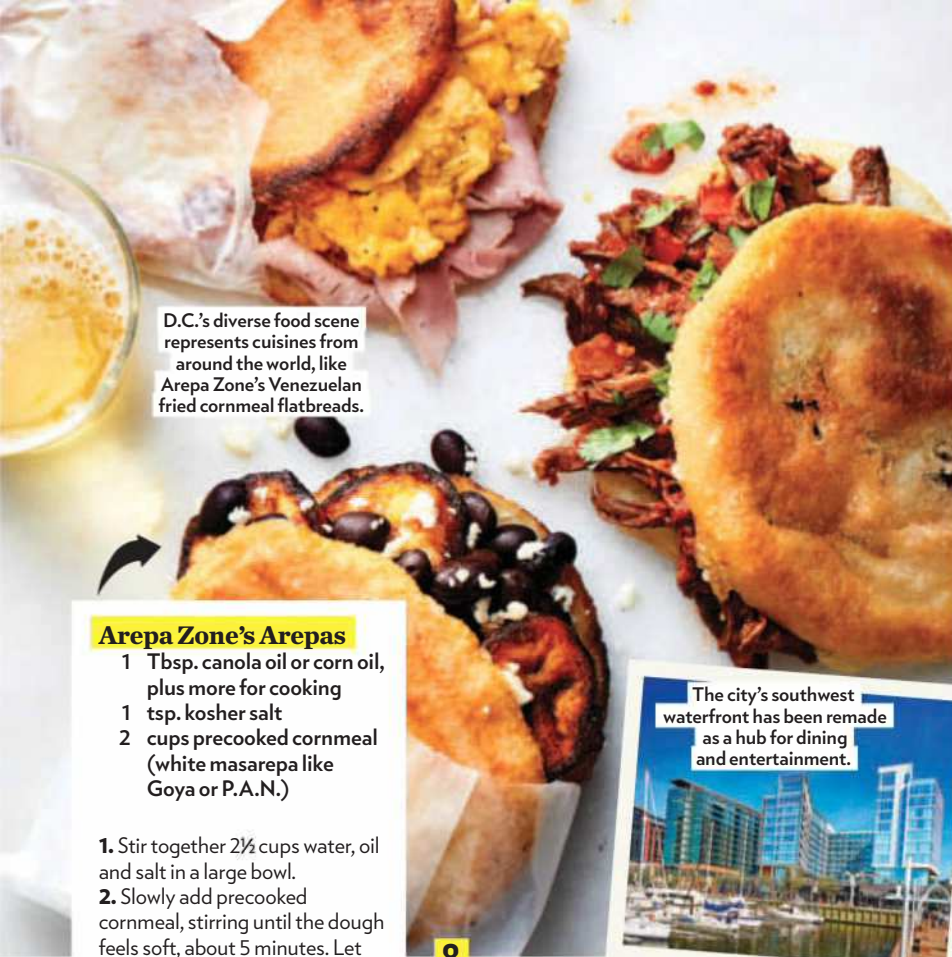 D.C.’s diverse food scene
represents cuisines from
around the world, like
Arepa Zone’s Venezuelan
fried cornmeal flatbreads.
Arepa Zone’s Arepas
1 Tbsp. canola oil or corn oil,
plus more for cooking
1 tsp. kosher salt
2 cups precooked cornmeal
(white masarepa like
Goya or P.A.N.)
1. Stir together 2½ cups water, oil
and salt in a large bowl.
2. Slowly add precooked
cornmeal, stirring until the dough
feels soft, about 5 minutes. Let
The city’s southwest
waterfront has been remade
as a hub for dining
and entertainment.